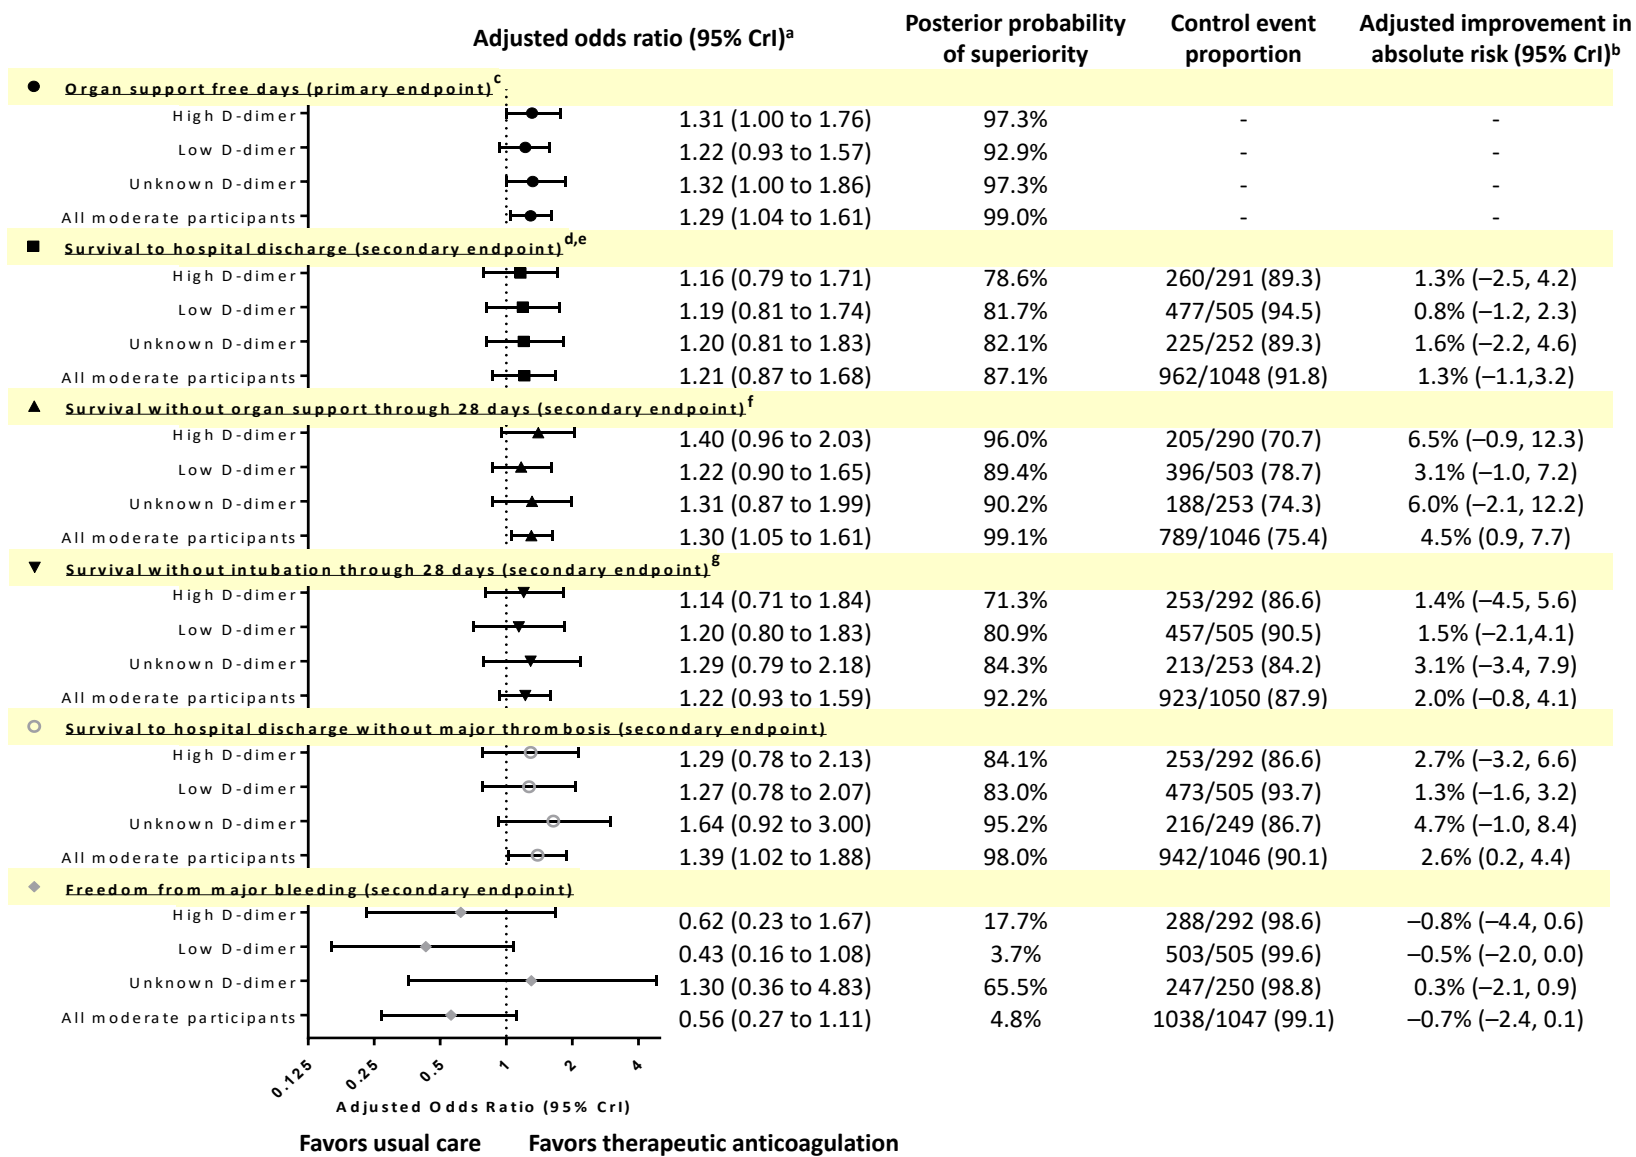 Adjusted odds ratio (95% CrI)a
Posterior probability of superiority
Control event proportion
Adjusted improvement in absolute risk (95% CrI)b
Organ support free days (primary endpoint)c
High D-dimer 1.31 (1.00 to 1.76) 97.3% - -
Low D-dimer 1.22 (0.93 to 1.57) 92.9% - -
Unknown D-dimer 1.32 (1.00 to 1.86) 97.3% - -
All moderate participants 1.29 (1.04 to 1.61) 99.0% - -
Survival to hospital discharge (secondary endpoint)d,e
High D-dimer 1.16 (0.79 to 1.71) 78.6% 260/291 (89.3) 1.3% (–2.5, 4.2)
Low D-dimer 1.19 (0.81 to 1.74) 81.7% 477/505 (94.5) 0.8% (–1.2, 2.3)
Unknown D-dimer 1.20 (0.81 to 1.83) 82.1% 225/252 (89.3) 1.6% (–2.2, 4.6)
All moderate participants 1.21 (0.87 to 1.68) 87.1% 962/1048 (91.8) 1.3% (–1.1,3.2)
Survival without organ support through 28 days (secondary endpoint)f
High D-dimer 1.40 (0.96 to 2.03) 96.0% 205/290 (70.7) 6.5% (–0.9, 12.3)
Low D-dimer 1.22 (0.90 to 1.65) 89.4% 396/503 (78.7) 3.1% (–1.0, 7.2)
Unknown D-dimer 1.31 (0.87 to 1.99) 90.2% 188/253 (74.3) 6.0% (–2.1, 12.2)
All moderate participants 1.30 (1.05 to 1.61) 99.1% 789/1046 (75.4) 4.5% (0.9, 7.7)
Survival without intubation through 28 days (secondary endpoint)g
High D-dimer 1.14 (0.71 to 1.84) 71.3% 253/292 (86.6) 1.4% (–4.5, 5.6)
Low D-dimer 1.20 (0.80 to 1.83) 80.9% 457/505 (90.5) 1.5% (–2.1,4.1)
Unknown D-dimer 1.29 (0.79 to 2.18) 84.3% 213/253 (84.2) 3.1% (–3.4, 7.9)
All moderate participants 1.22 (0.93 to 1.59) 92.2% 923/1050 (87.9) 2.0% (–0.8, 4.1)
Survival to hospital discharge without major thrombosis (secondary endpoint)
High D-dimer 1.29 (0.78 to 2.13) 84.1% 253/292 (86.6) 2.7% (–3.2, 6.6)
Low D-dimer 1.27 (0.78 to 2.07) 83.0% 473/505 (93.7) 1.3% (–1.6, 3.2)
Unknown D-dimer 1.64 (0.92 to 3.00) 95.2% 216/249 (86.7) 4.7% (–1.0, 8.4)
All moderate participants 1.39 (1.02 to 1.88) 98.0% 942/1046 (90.1) 2.6% (0.2, 4.4)
Freedom from major bleeding (secondary endpoint)
High D-dimer 0.62 (0.23 to 1.67) 17.7% 288/292 (98.6) –0.8% (–4.4, 0.6)
Low D-dimer 0.43 (0.16 to 1.08) 3.7% 503/505 (99.6) –0.5% (–2.0, 0.0)
Unknown D-dimer 1.30 (0.36 to 4.83) 65.5% 247/250 (98.8) 0.3% (–2.1, 0.9)
All moderate participants 0.56 (0.27 to 1.11) 4.8% 1038/1047 (99.1) –0.7% (–2.4, 0.1)
0.125 0.25 0.5 1 2 4
Adjusted Odds Ratio (95% CrI)
Favors usual care Favors therapeutic anticoagulation